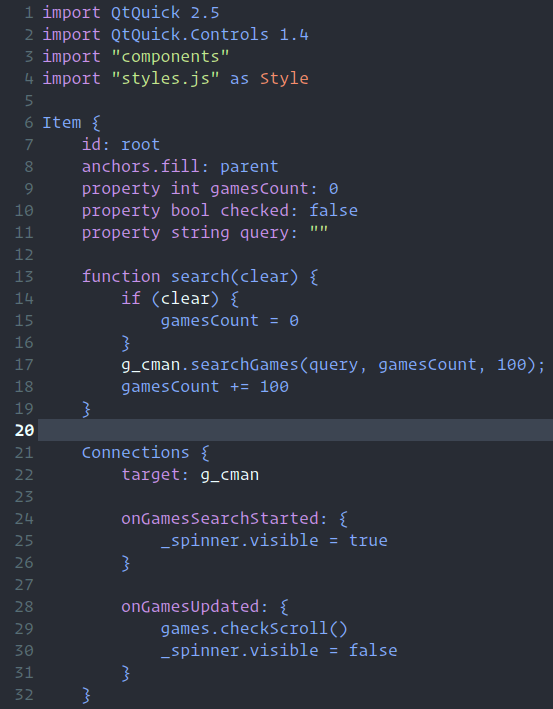 1 import QtQuick 2.5
2 import QtQuick.Controls 1.4
3 import "components"
4 import "styles.js" as Style
5
6 Item {
7     id: root
8     anchors.fill: parent
9     property int gamesCount: 0
10     property bool checked: false
11     property string query: ""
12
13     function search(clear) {
14         if (clear) {
15             gamesCount = 0
16         }
17         g_cman.searchGames(query, gamesCount, 100);
18         gamesCount += 100
19     }
20
21     Connections {
22         target: g_cman
23
24         onGamesSearchStarted: {
25             _spinner.visible = true
26         }
27
28         onGamesUpdated: {
29             games.checkScroll()
30             _spinner.visible = false
31         }
32     }